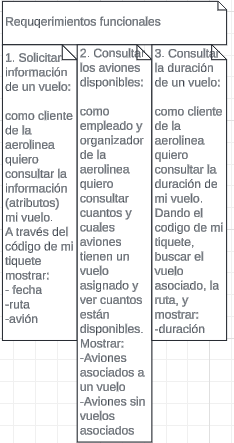 Requqerimientos funcionales
1. Solicitar
información
de un vuelo:
como cliente
de la
aerolinea
quiero
consultar la
información
(atributos)
mi vuelo.
A través del
código de mi
tiquete
mostrar:
- fecha
-ruta
-avión
2. Consultar
los aviones
disponibles:
como
empleado y
organizador
de la
aerolinea
quiero
consultar
cuantos y
cuales
aviones
tienen un
vuelo
asignado y
ver cuantos
están
disponibles.
Mostrar:
-Aviones
asociados a
un vuelo
-Aviones sin
vuelos
asociados
3. Consultar
la duración
de un vuelo:
como cliente
de la
aerolinea
quiero
consultar la
duración de
mi vuelo.
Dando el
codigo de mi
tiquete,
buscar el
vuelo
asociado, la
ruta, y
mostrar:
-duración